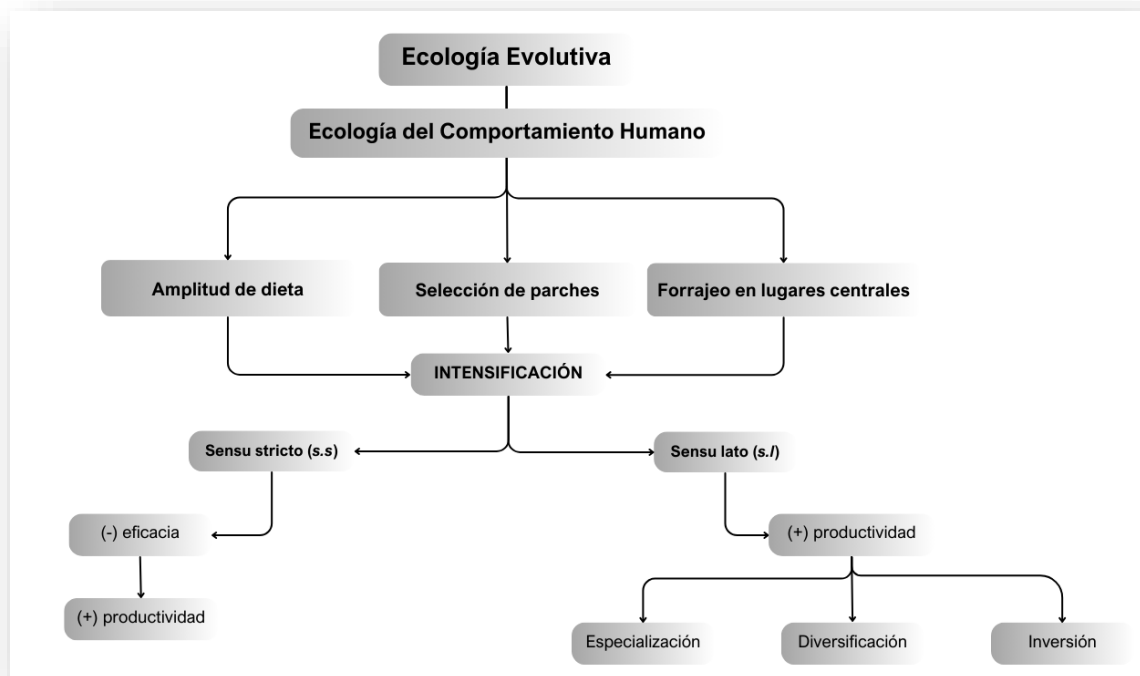 Ecología Evolutiva
Ecología del Comportamiento Humano
Amplitud de dieta
Selección de parches
Forrajeo en lugares centrales
INTENSIFICACIÓN
Sensu stricto (s.s)
Sensu lato (s.l)
(-) eficacia
(+) productividad
(+) productividad
Especialización
Diversificación
Inversión